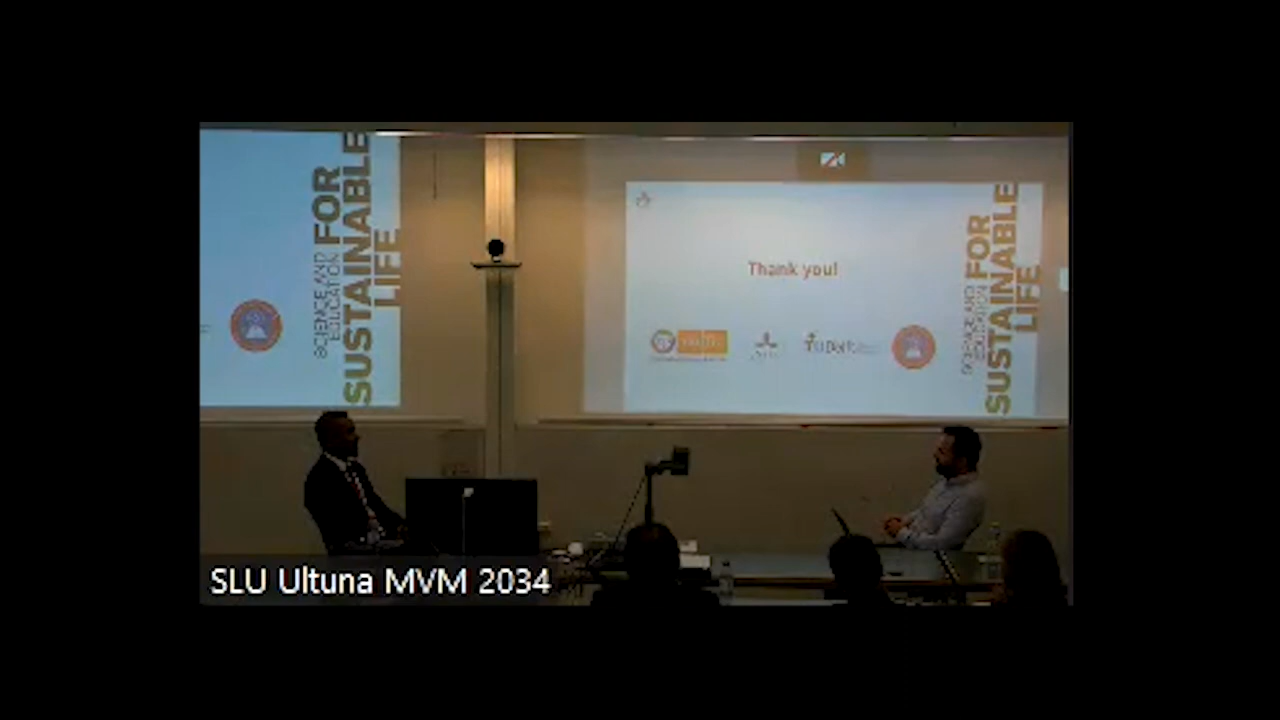 SCIENCE AND
EDUCATION
FOR
SUSTAINABLE
LIFE
Thank you!
SCIENCE AND
EDUCATION
FOR
SUSTAINABLE
LIFE
SLU Ultuna MVM 2034